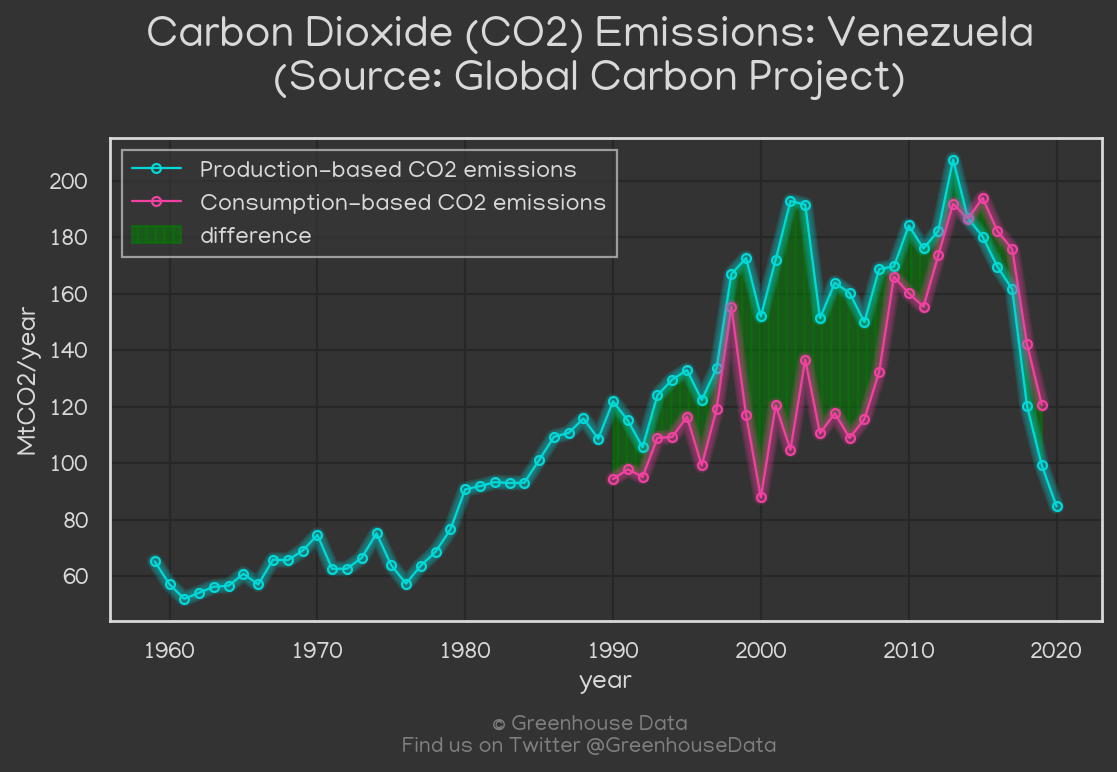 Carbon Dioxide (CO2) Emissions: Venezuela
(Source: Global Carbon Project)
Production-based CO2 emissions
Consumption-based CO2 emissions
difference
200
180
160
140
120
100
80
60
MtCO2/year
1960 1970 1980 1990 2000 2010 2020
year
© Greenhouse Data
Find us on Twitter @GreenhouseData